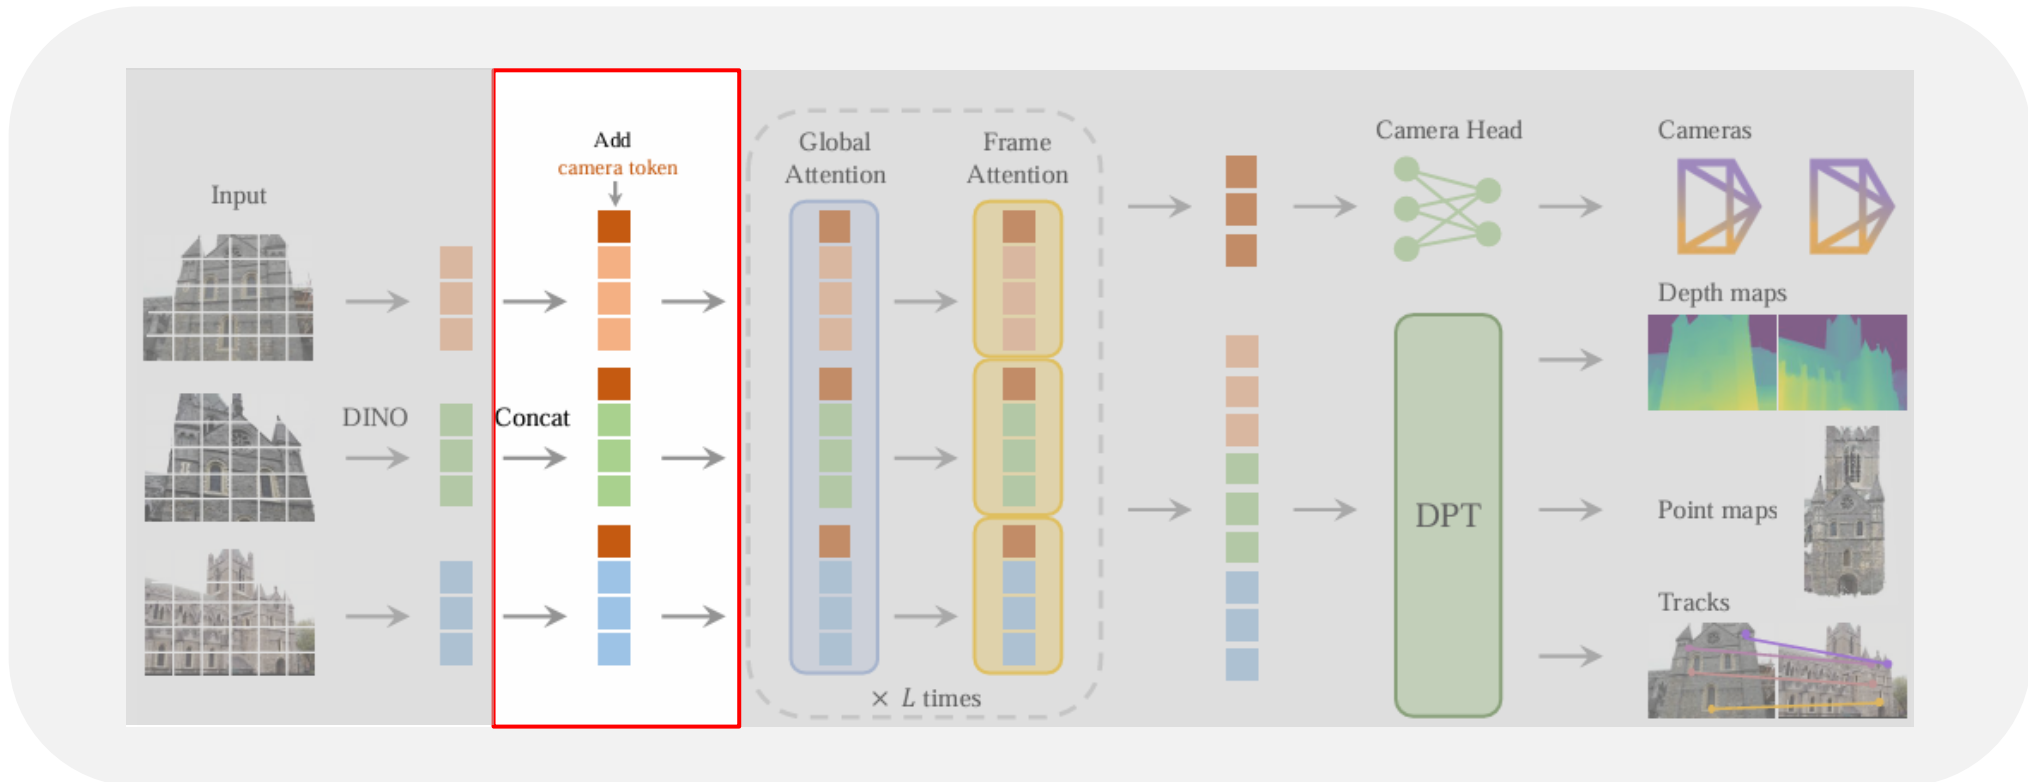 Input
DINO
Concat
Add
camera token
Global
Attention
Frame
Attention
× L times
Camera Head
DPT
Cameras
Depth maps
Point maps
Tracks